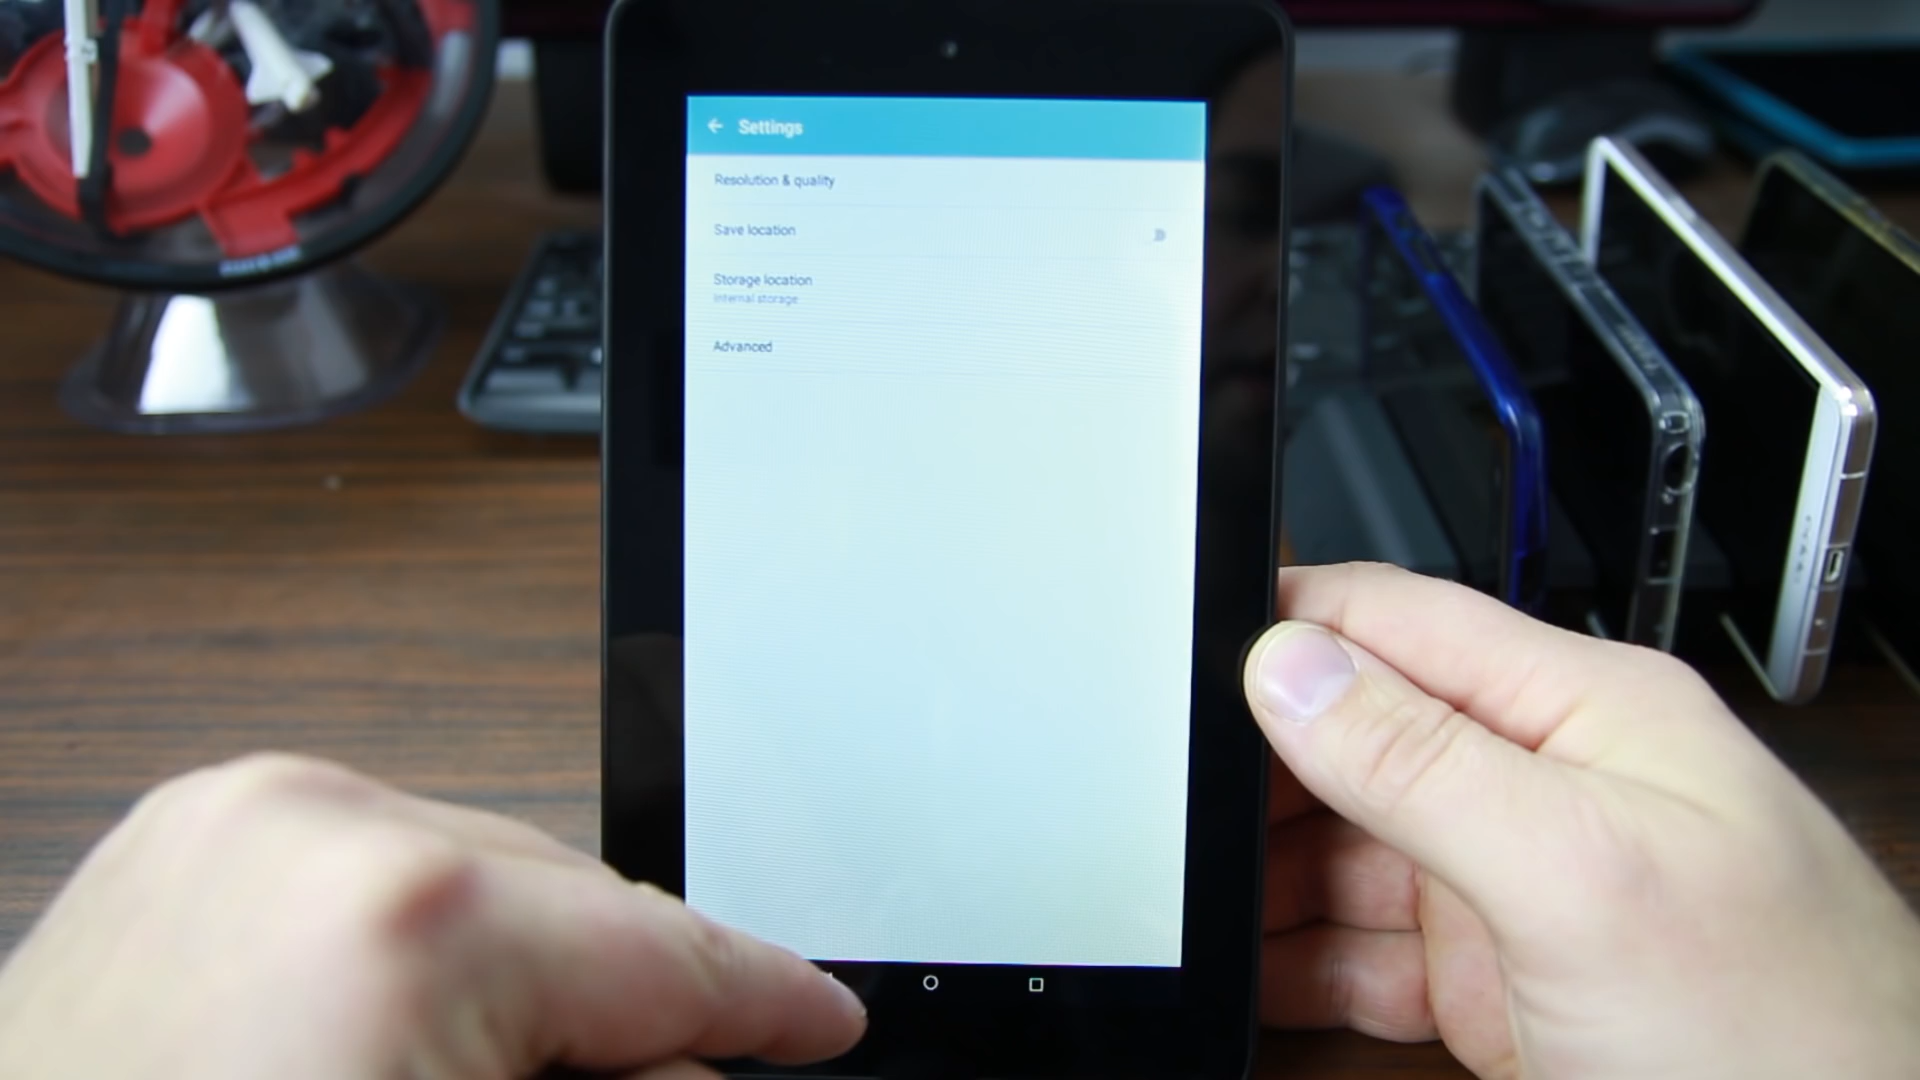 Settings
Resolution & quality
Save location
Storage location
Internal storage
Advanced